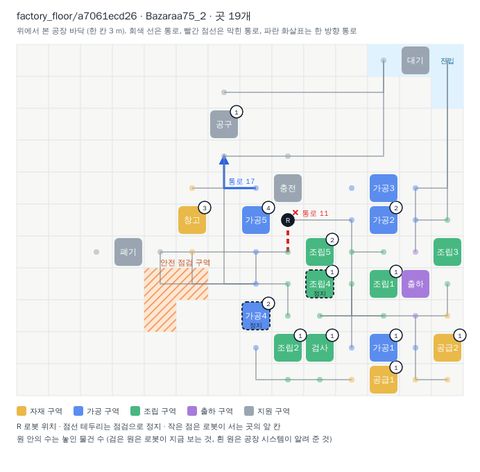 factory_floor/a7061ecd26 · Bazaraa75_2 · 곳 19개
위에서 본 공장 바닥 (한 칸 3 m). 회색 선은 통로, 빨간 점선은 막힌 통로, 파란 화살표는 한 방향 통로
대기
전립
1
공구
통로 17
충전
가공3
3
창고
4
가공5
R
통로 11
2
가공2
폐기
안전 점검 구역
2
조립5
조립3
1
조립4
정지
1
조립1
출하
2
가공4
정지
1
조립2
1
검사
1
가공1
1
공급2
1
공급1
자재 구역
가공 구역
조립 구역
출하 구역
지원 구역
R 로봇 위치 · 점선 테두리는 점검으로 정지 · 작은 점은 로봇이 서는 곳의 앞 칸
원 안의 수는 놓인 물건 수 (검은 원은 로봇이 지금 보는 것, 흰 원은 공장 시스템이 알려 준 것)